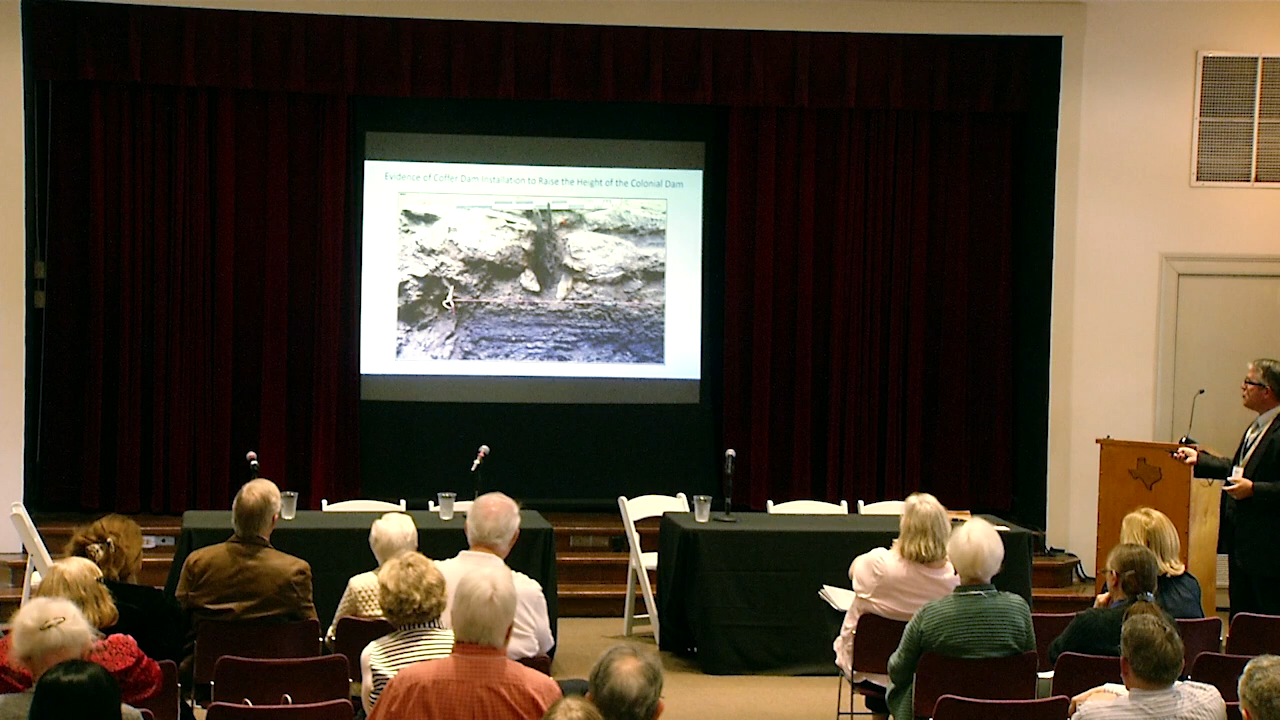 Evidence of Coffer Dam Installation to Raise the Height of the Colonial Dam